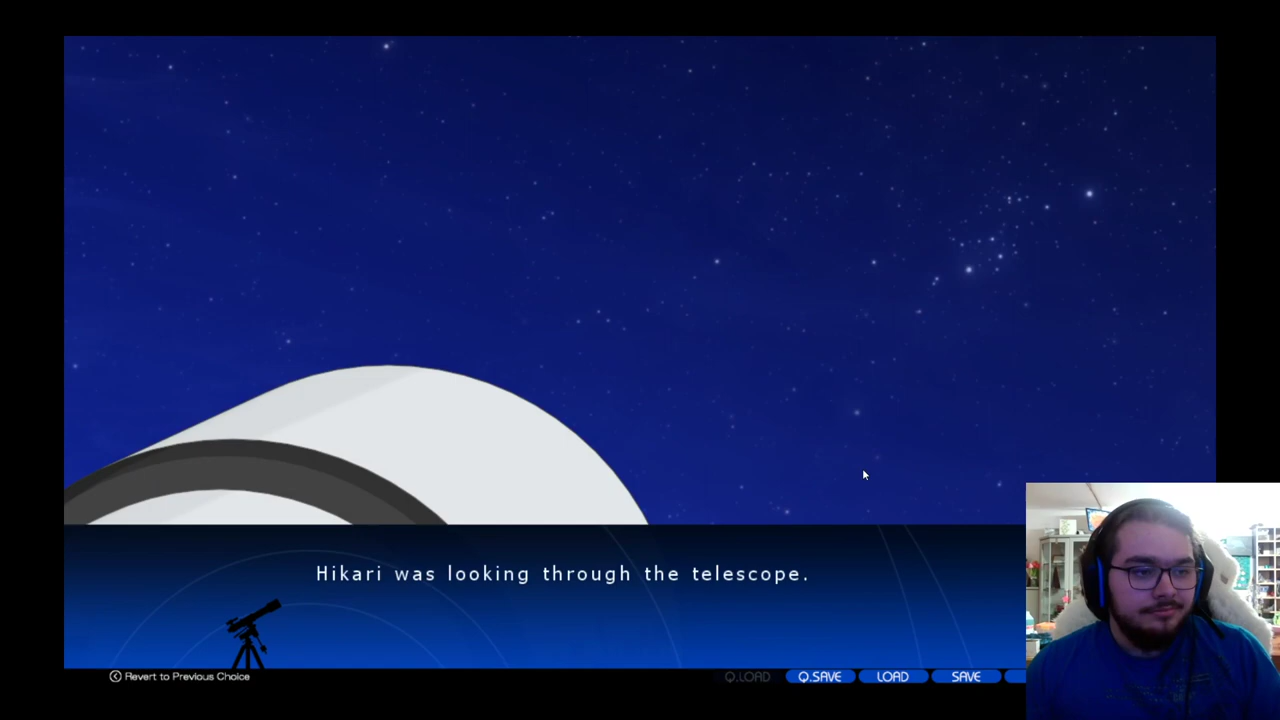 Hikari was looking through the telescope.
Revert to Previous Choice
Q.LOAD
Q.SAVE
LOAD
SAVE